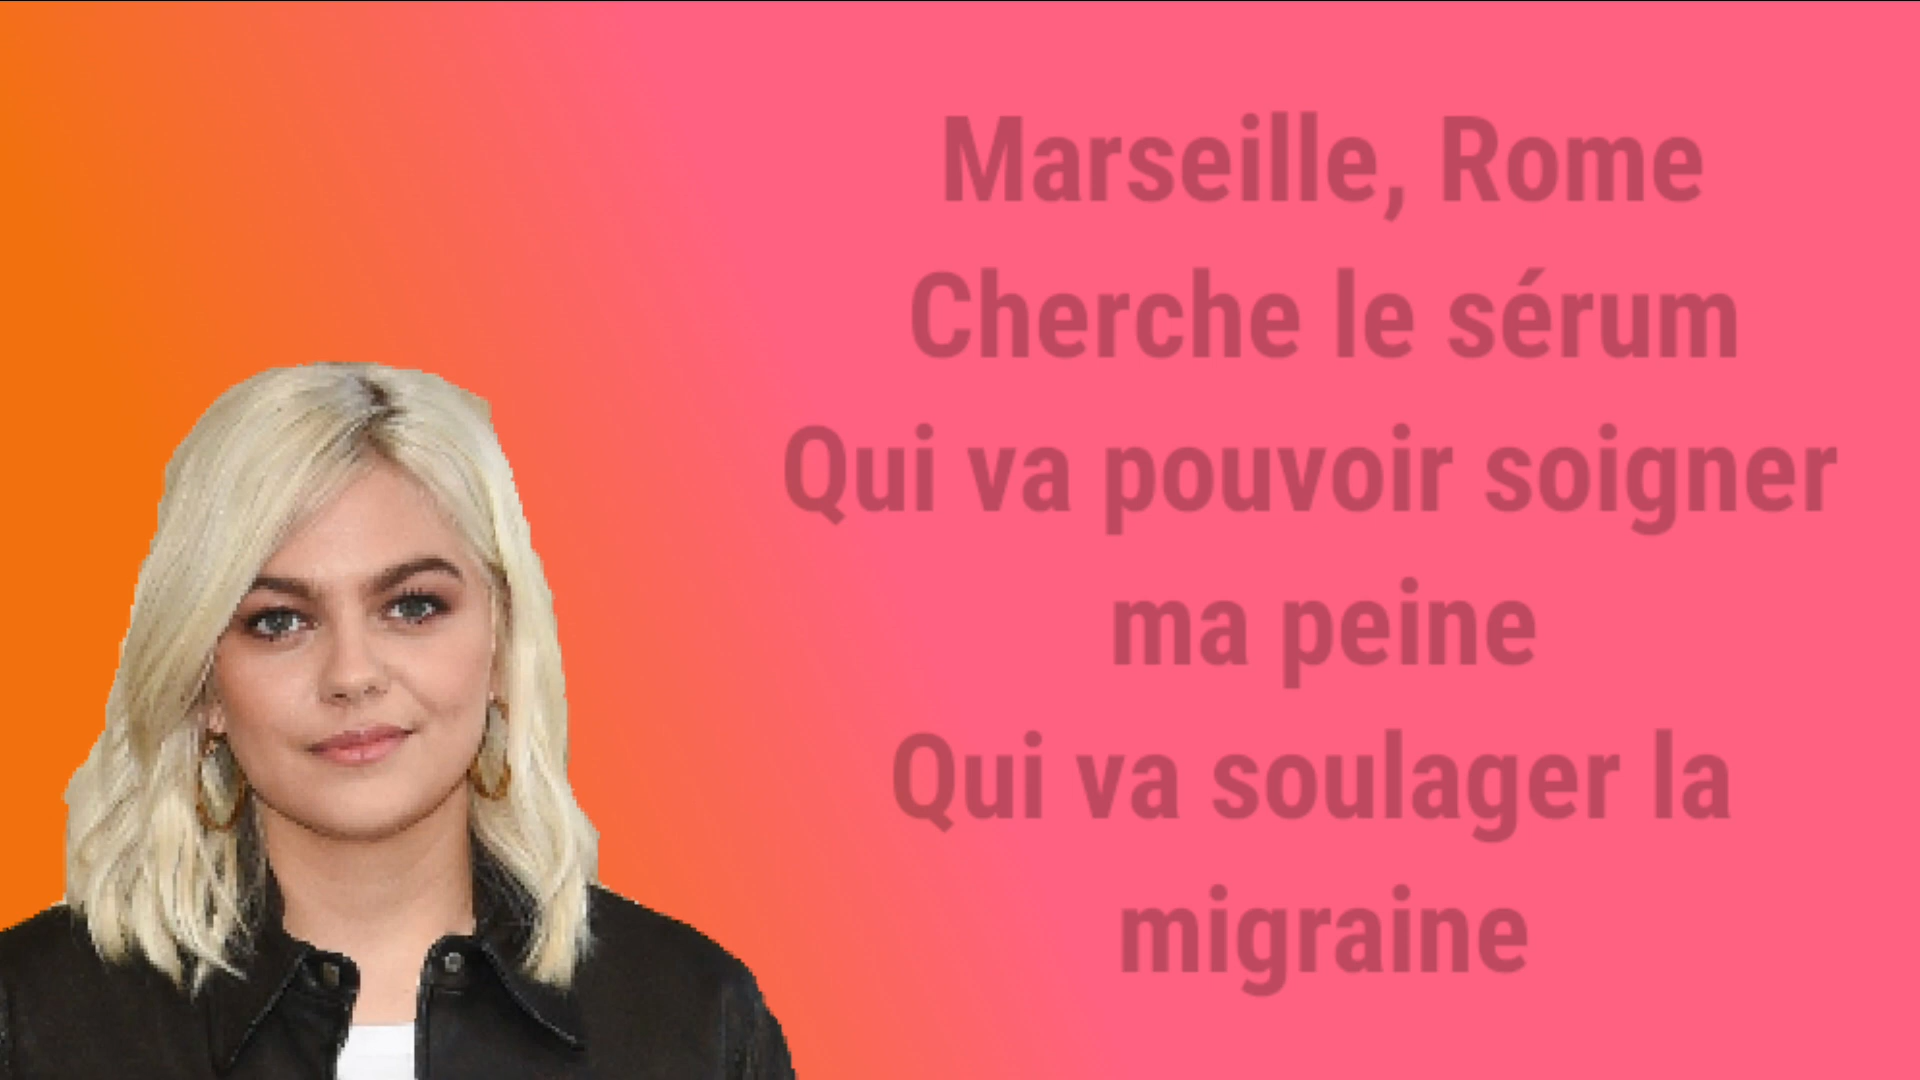 Marseille, Rome
Cherche le sérum
Qui va pouvoir soigner
ma peine
Qui va soulager la
migraine